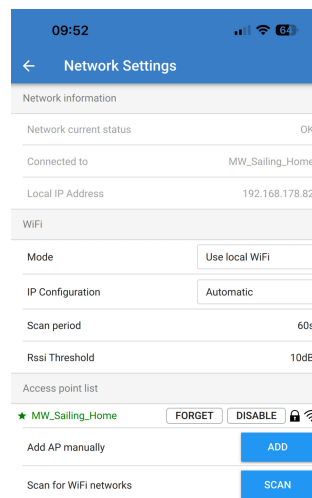 09:52
64
Network Settings
Network information
Network current status OK
Connected to MW_Sailing_Home
Local IP Address 192.168.178.82
WiFi
Mode Use local WiFi
IP Configuration Automatic
Scan period 60s
Rssi Threshold 10dB
Access point list
★ MW_Sailing_Home FORGET DISABLE
Add AP manually ADD
Scan for WiFi networks SCAN